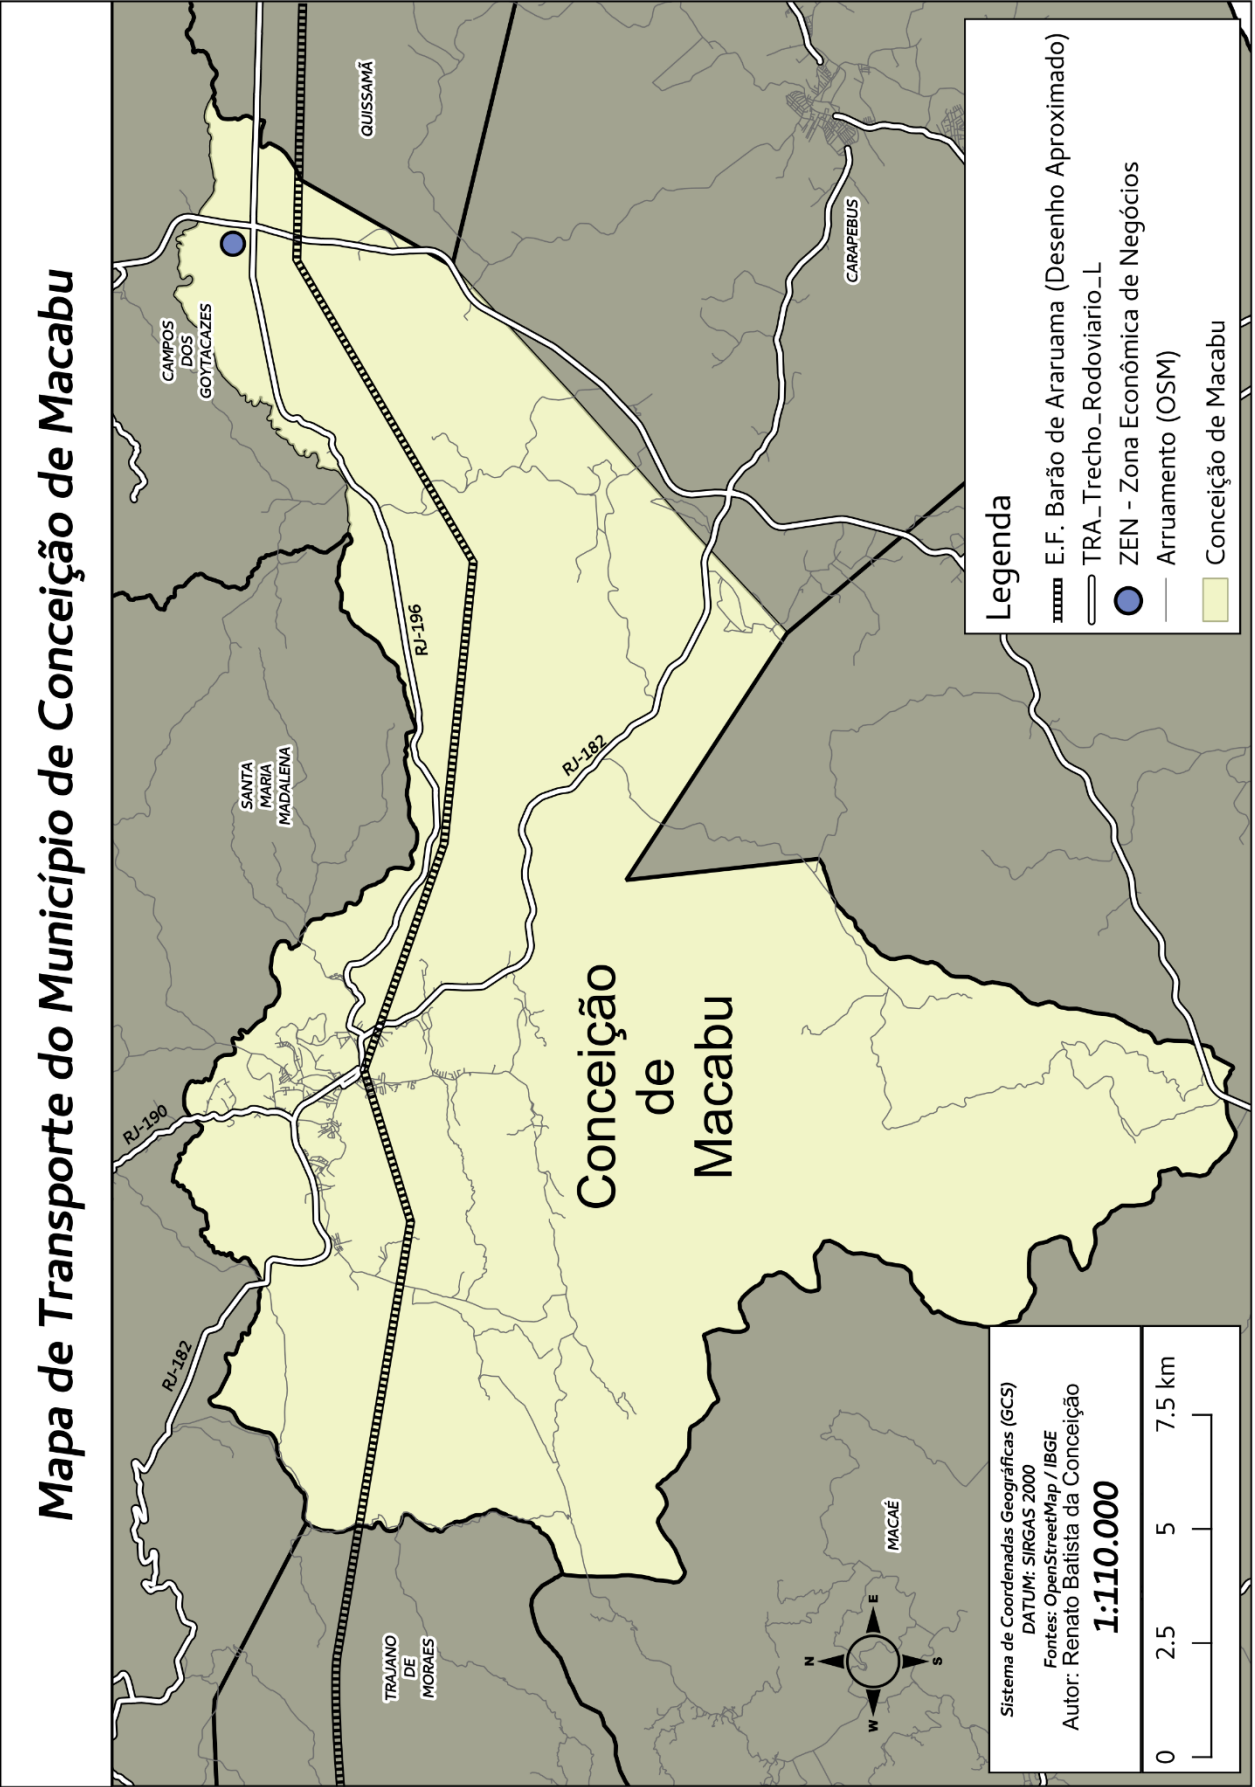 Mapa de Transporte do Município de Conceição de Macabu
CAMPOS
DOS
GOYTACAZES
QUISSAMÃ
SANTA
MARIA
MADALENA
RJ-190
RJ-182
RJ-196
RJ-182
CARAPEBUS
Conceição
de
Macabu
TRAJANO
DE
MORAES
MACAÉ
N
W
E
S
Sistema de Coordenadas Geográficas (GCS)
DATUM: SIRGAS 2000
Fontes: OpenStreetMap / IBGE
Autor: Renato Batista da Conceição
1:110.000
0 2.5 5 7.5 km
Legenda
E.F. Barão de Araruama (Desenho Aproximado)
TRA_Trecho_Rodoviario_L
ZEN - Zona Econômica de Negócios
Arruamento (OSM)
Conceição de Macabu